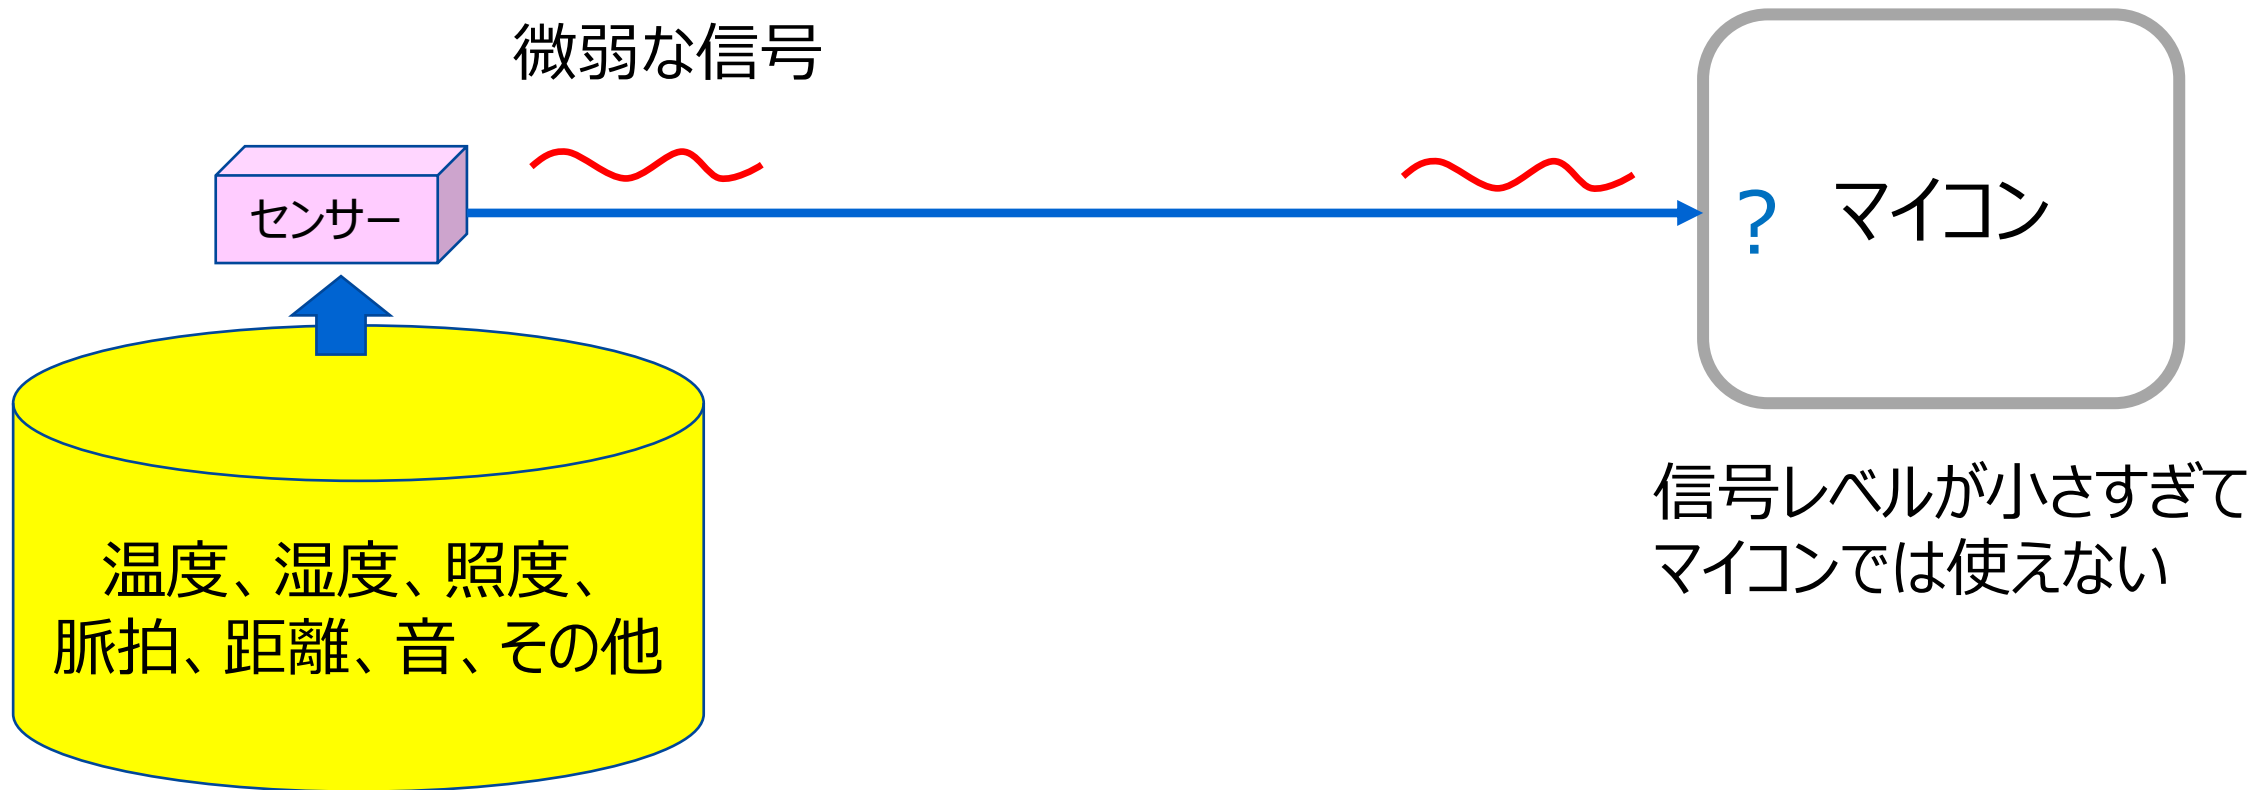 微弱な信号
センサー
? マイコン
信号レベルが小さすぎて
マイコンでは使えない
温度、湿度、照度、
脈拍、距離、音、その他